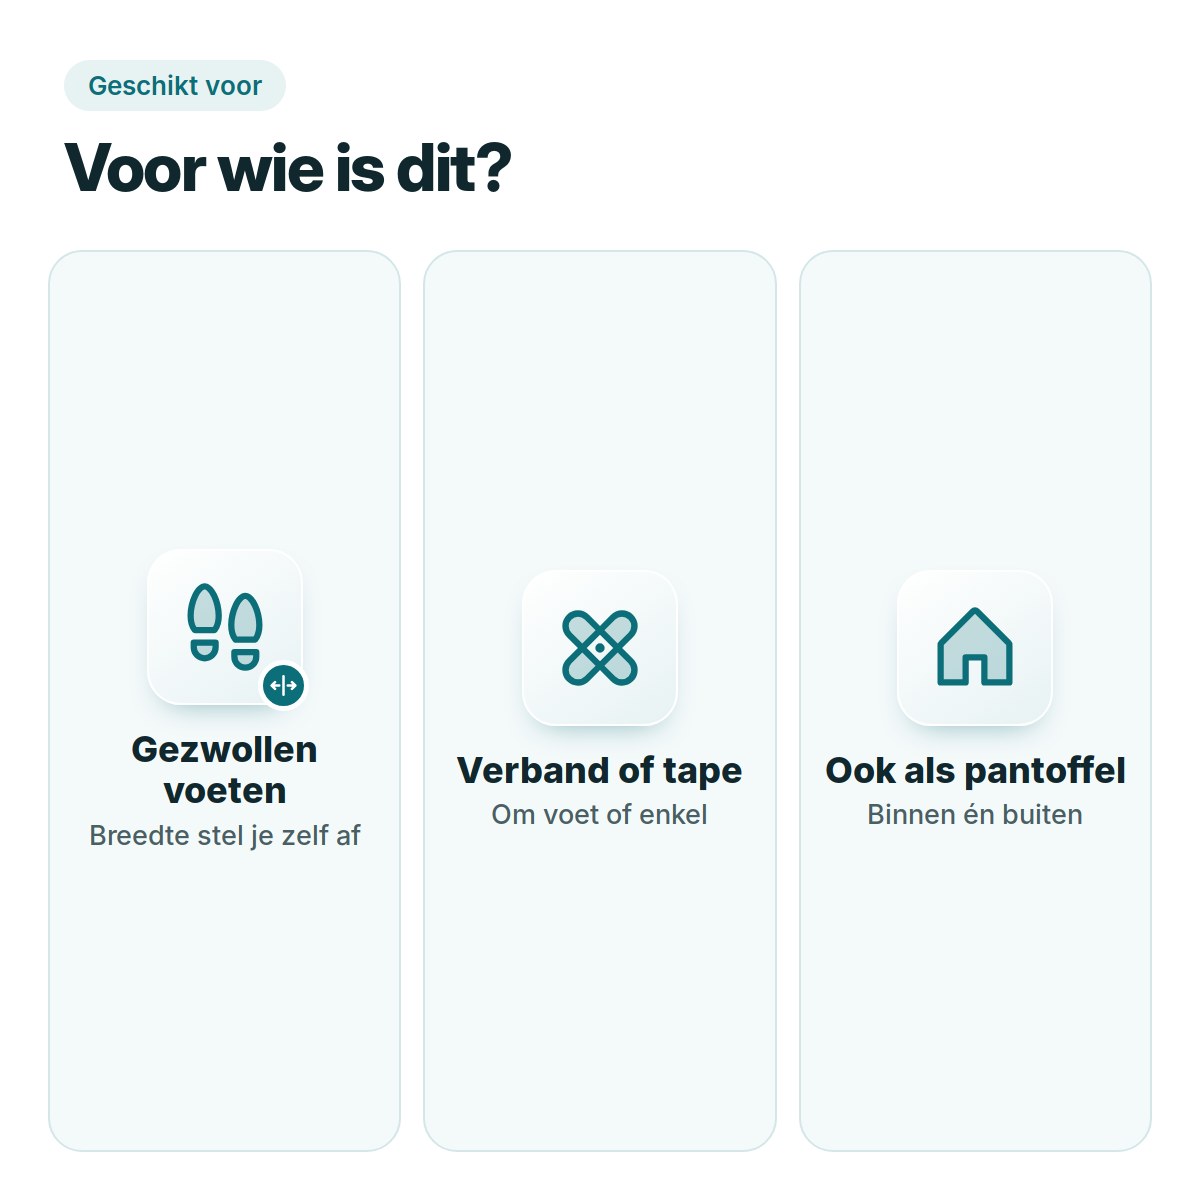 Geschikt voor
Voor wie is dit?
Gezwollen
voeten
Breedte stel je zelf af
Verband of tape
Om voet of enkel
Ook als pantoffel
Binnen én buiten